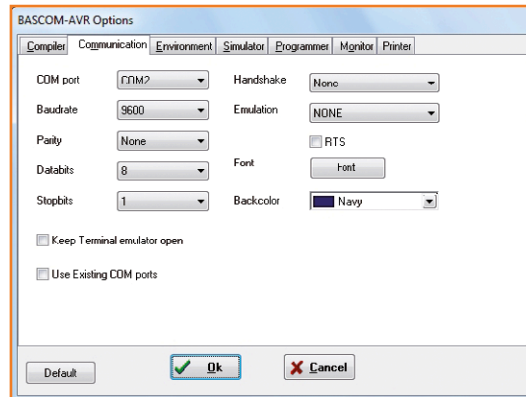 BASCOM-AVR Options
Compiler Communication Environment Simulator Programmer Monitor Printer
COM port COM2 Handshake None
Baudrate 9600 Emulation NONE
Parity None RTS
Databits 8 Font Font
Stopbits 1 Backcolor Navy
Keep Terminal emulator open
Use Existing COM ports
Default Ok Cancel